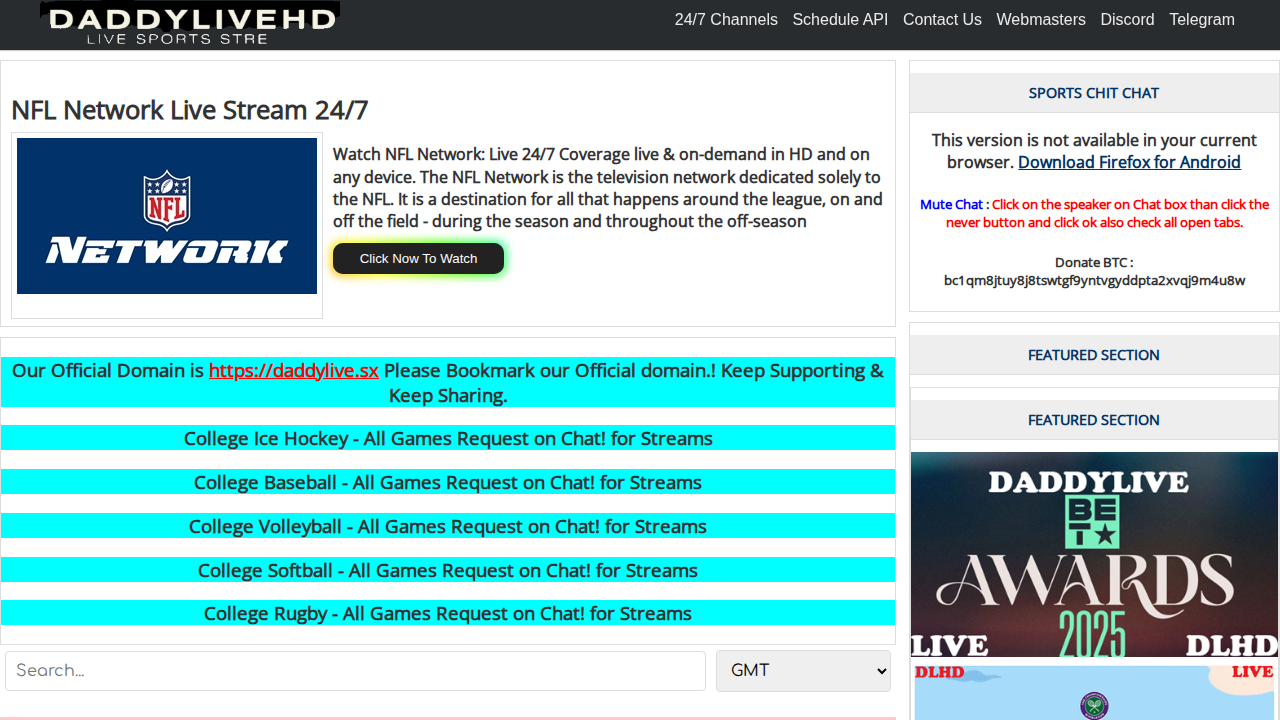 DADDYLIVEHD
LIVE SPORTS STRE
24/7 Channels Schedule API Contact Us Webmasters Discord Telegram
NFL Network Live Stream 24/7
NFL
NETWORK
Watch NFL Network: Live 24/7 Coverage live & on-demand in HD and on
any device. The NFL Network is the television network dedicated solely to
the NFL. It is a destination for all that happens around the league, on and
off the field - during the season and throughout the off-season
Click Now To Watch
Our Official Domain is https://daddylive.sx Please Bookmark our Official domain.! Keep Supporting &
Keep Sharing.
College Ice Hockey - All Games Request on Chat! for Streams
College Baseball - All Games Request on Chat! for Streams
College Volleyball - All Games Request on Chat! for Streams
College Softball - All Games Request on Chat! for Streams
College Rugby - All Games Request on Chat! for Streams
Search...
GMT
SPORTS CHIT CHAT
This version is not available in your current
browser. Download Firefox for Android
Mute Chat : Click on the speaker on Chat box than click the
never button and click ok also check all open tabs.
Donate BTC :
bc1qm8jtuy8j8tswtgf9yntvgyddpta2xvqj9m4u8w
FEATURED SECTION
FEATURED SECTION
DADDYLIVE
BE
T
AWARDS
2025
LIVE DLHD
DLHD LIVE